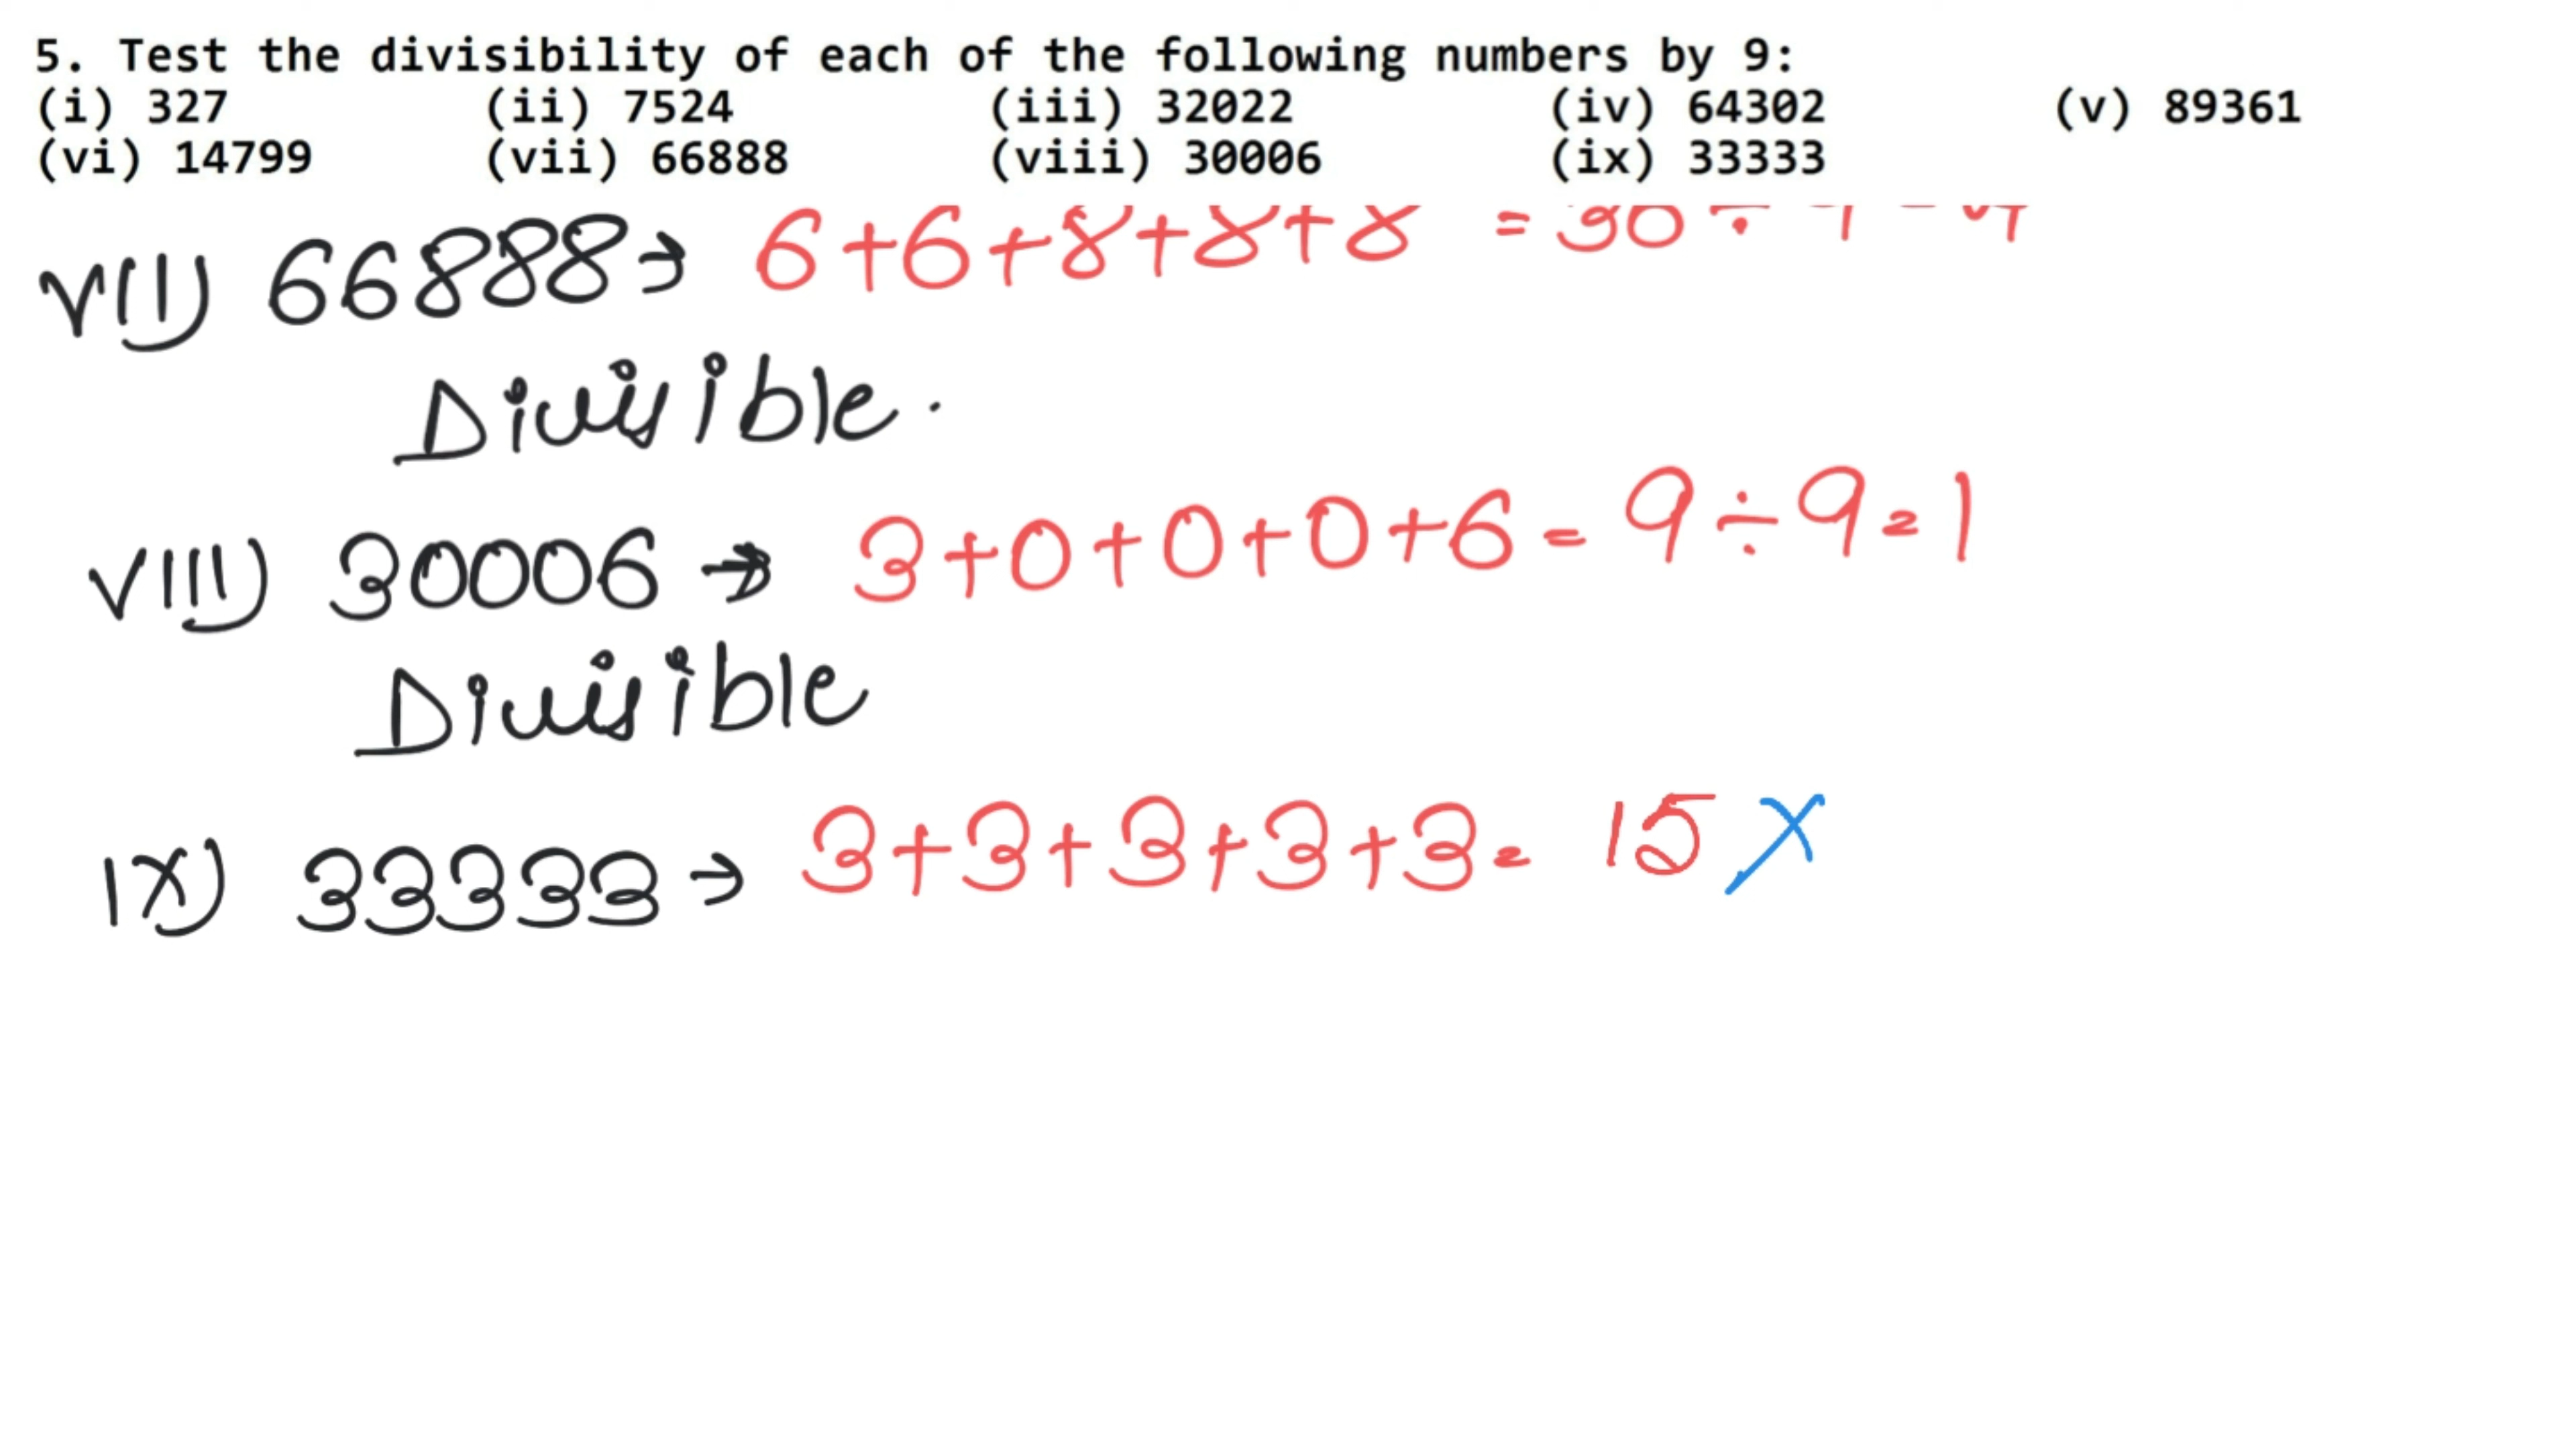 5. Test the divisibility of each of the following numbers by 9:
(i) 327 (ii) 7524 (iii) 32022 (iv) 64302 (v) 89361
(vi) 14799 (vii) 66888 (viii) 30006 (ix) 33333
VII) 66888 → 6+6+8+8+8 =
Divisible.
VIII) 30006 → 3+0+0+0+6 = 9÷9=1
Divisible
IX) 33333 → 3+3+3+3+3= 15 X